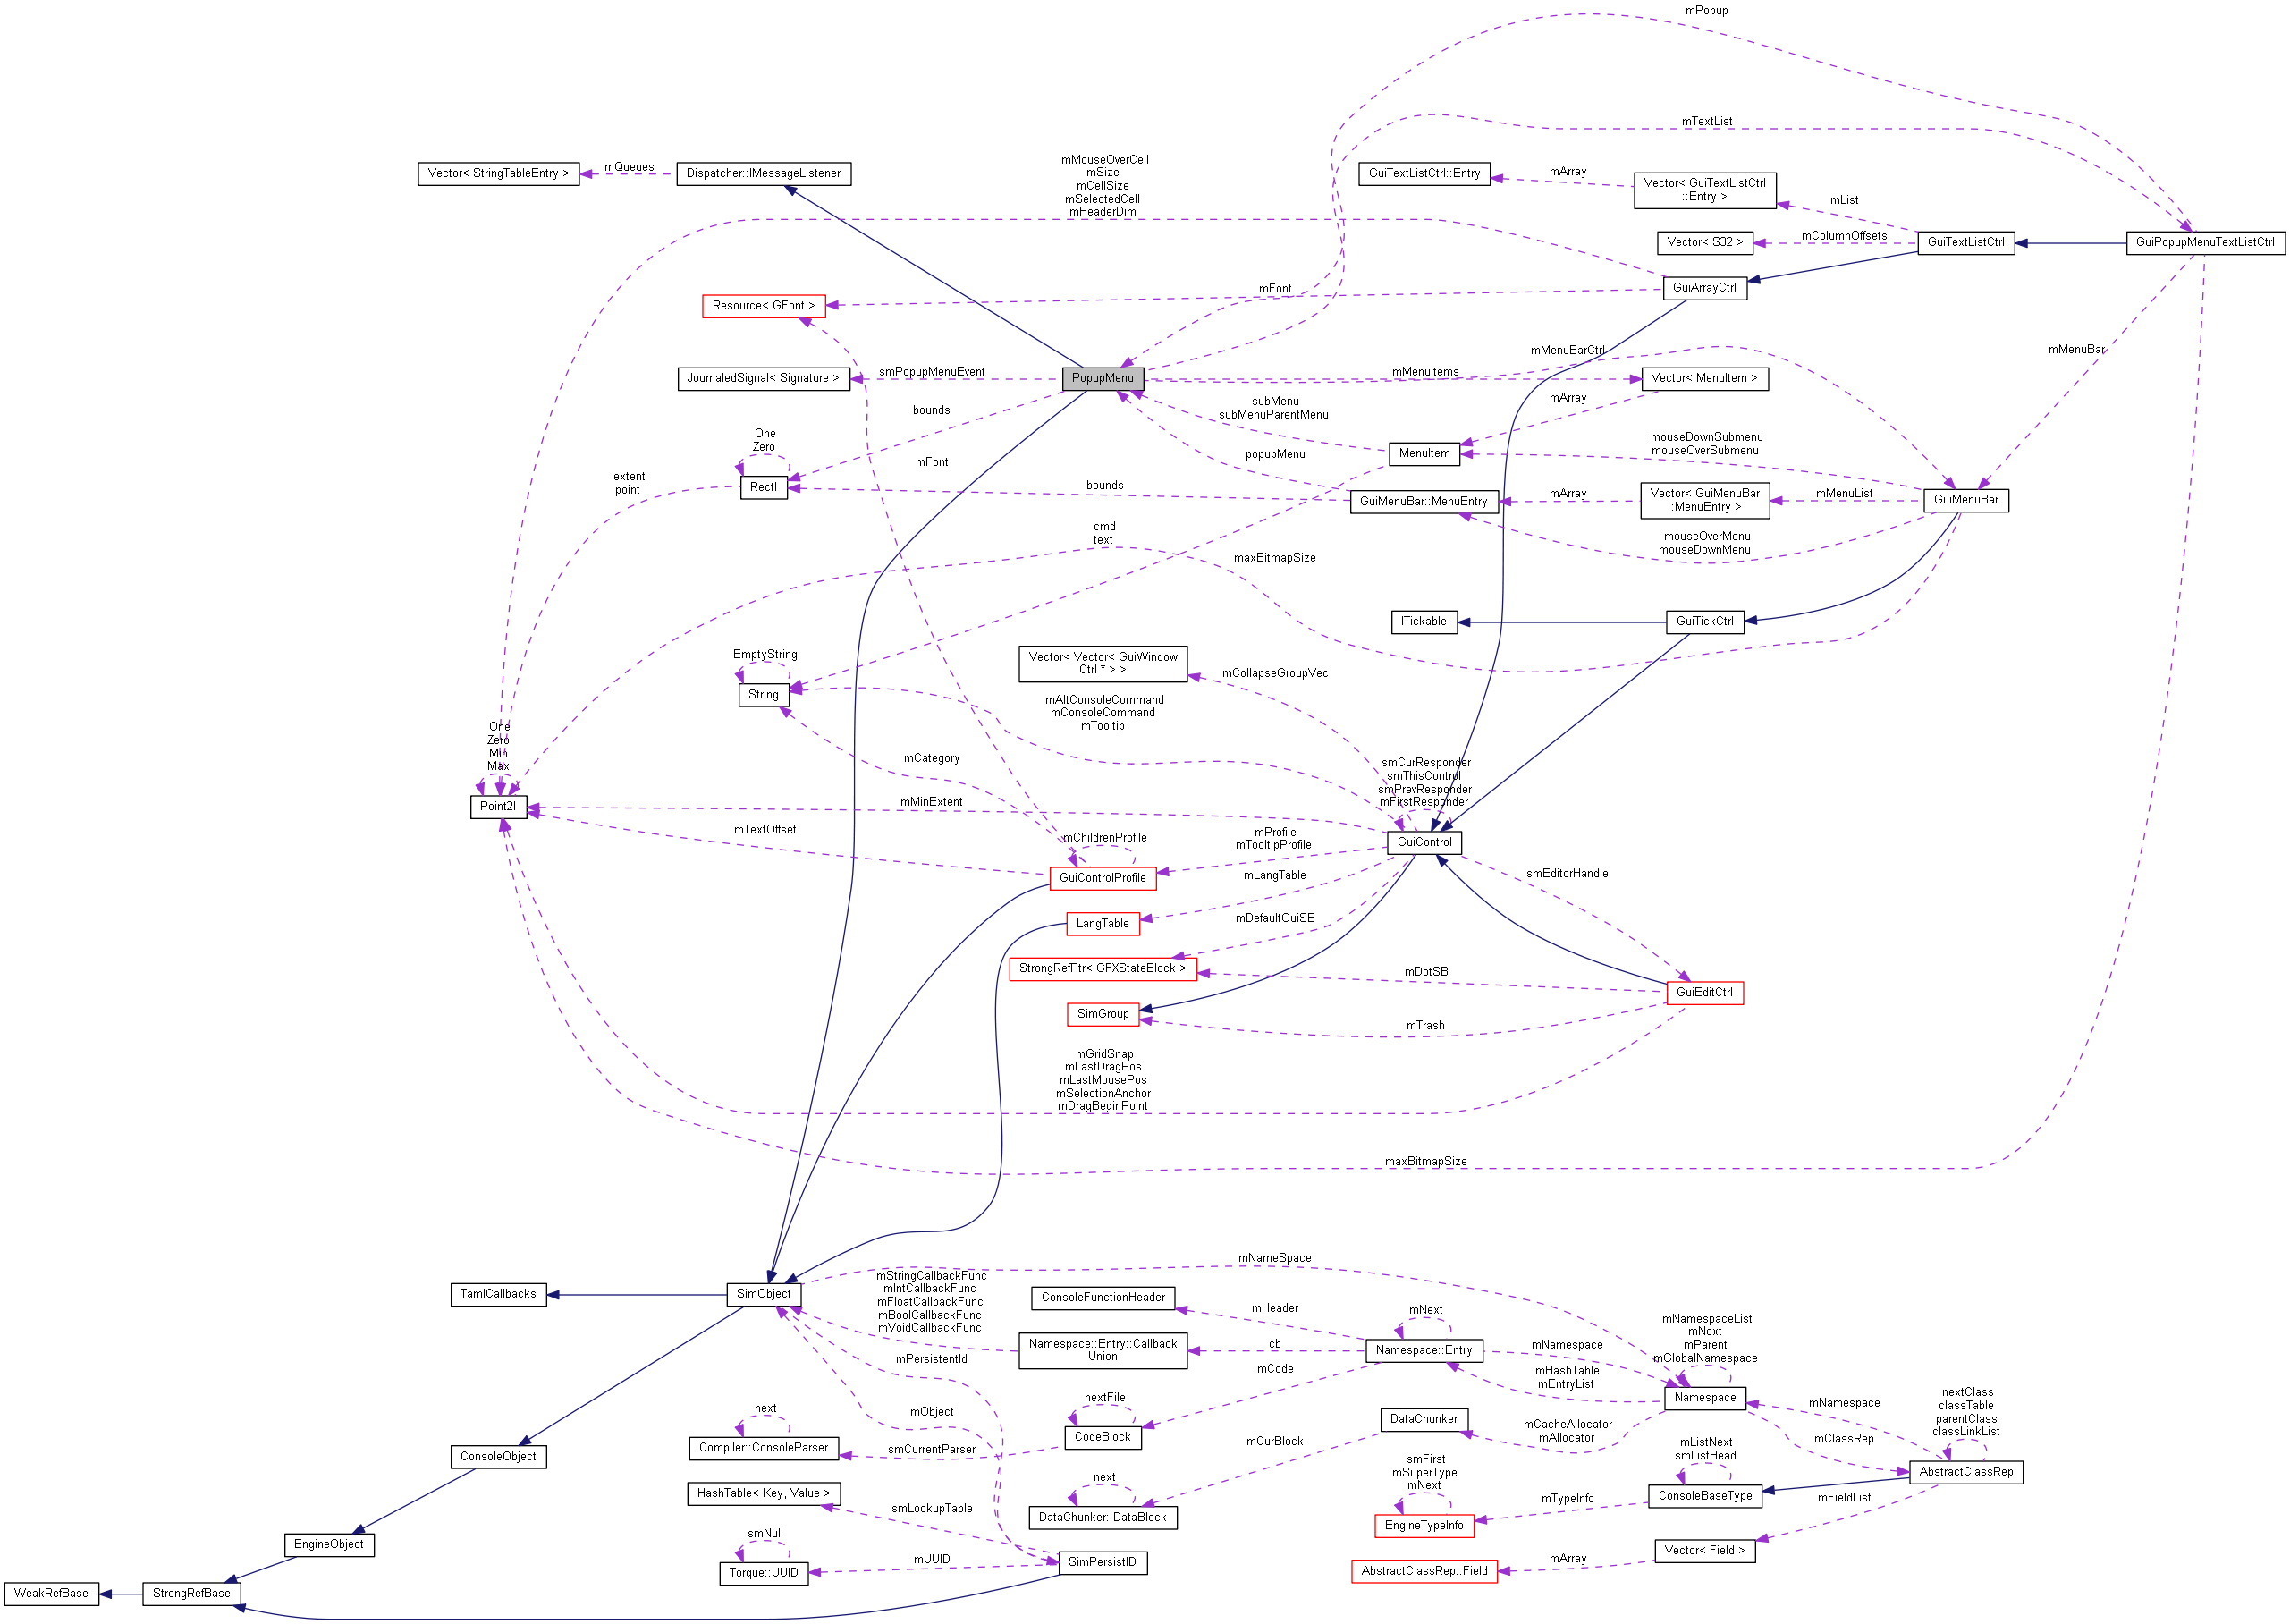 mPopup
mTextList
mMouseOverCell
mSize
mCellSize
mSelectedCell
mHeaderDim
Vector< StringTableEntry >
mQueues
Dispatcher::IMessageListener
GuiTextListCtrl::Entry
mArray
Vector< GuiTextListCtrl
::Entry >
mList
Vector< S32 >
mColumnOffsets
GuiTextListCtrl
GuiPopupMenuTextListCtrl
Resource< GFont >
mFont
GuiArrayCtrl
JournaledSignal< Signature >
smPopupMenuEvent
PopupMenu
mMenuBarCtrl
mMenuItems
Vector< MenuItem >
mMenuBar
bounds
subMenu
subMenuParentMenu
mArray
One
Zero
RectI
mFont
popupMenu
MenuItem
mouseDownSubmenu
mouseOverSubmenu
extent
point
bounds
GuiMenuBar::MenuEntry
mArray
Vector< GuiMenuBar
::MenuEntry >
mMenuList
GuiMenuBar
cmd
text
maxBitmapSize
mouseOverMenu
mouseDownMenu
ITickable
GuiTickCtrl
EmptyString
String
Vector< Vector< GuiWindow
Ctrl * > >
mCollapseGroupVec
mAltConsoleCommand
mConsoleCommand
mTooltip
One
Zero
Min
Max
Point2I
mCategory
smCurResponder
smThisControl
smPrevResponder
mFirstResponder
mMinExtent
mTextOffset
mChildrenProfile
mProfile
mTooltipProfile
GuiControl
GuiControlProfile
mLangTable
smEditorHandle
LangTable
mDefaultGuiSB
StrongRefPtr< GFXStateBlock >
mDotSB
GuiEditCtrl
SimGroup
mTrash
mGridSnap
mLastDragPos
mLastMousePos
mSelectionAnchor
mDragBeginPoint
maxBitmapSize
TamlCallbacks
SimObject
mNameSpace
mStringCallbackFunc
mIntCallbackFunc
mFloatCallbackFunc
mBoolCallbackFunc
mVoidCallbackFunc
ConsoleFunctionHeader
mHeader
mNext
Namespace::Entry::Callback
Union
cb
Namespace::Entry
mNamespace
mNamespaceList
mNext
mParent
mGlobalNamespace
mPersistentId
mCode
mHashTable
mEntryList
Namespace
mNamespace
nextClass
classTable
parentClass
classLinkList
mObject
next
Compiler::ConsoleParser
smCurrentParser
nextFile
CodeBlock
DataChunker
mCacheAllocator
mAllocator
mClassRep
ConsoleObject
mCurBlock
mListNext
smListHead
AbstractClassRep
HashTable< Key, Value >
smLookupTable
next
DataChunker::DataBlock
smFirst
mSuperType
mNext
EngineTypeInfo
mTypeInfo
ConsoleBaseType
mFieldList
EngineObject
smNull
Torque::UUID
mUUID
SimPersistID
AbstractClassRep::Field
mArray
Vector< Field >
WeakRefBase
StrongRefBase